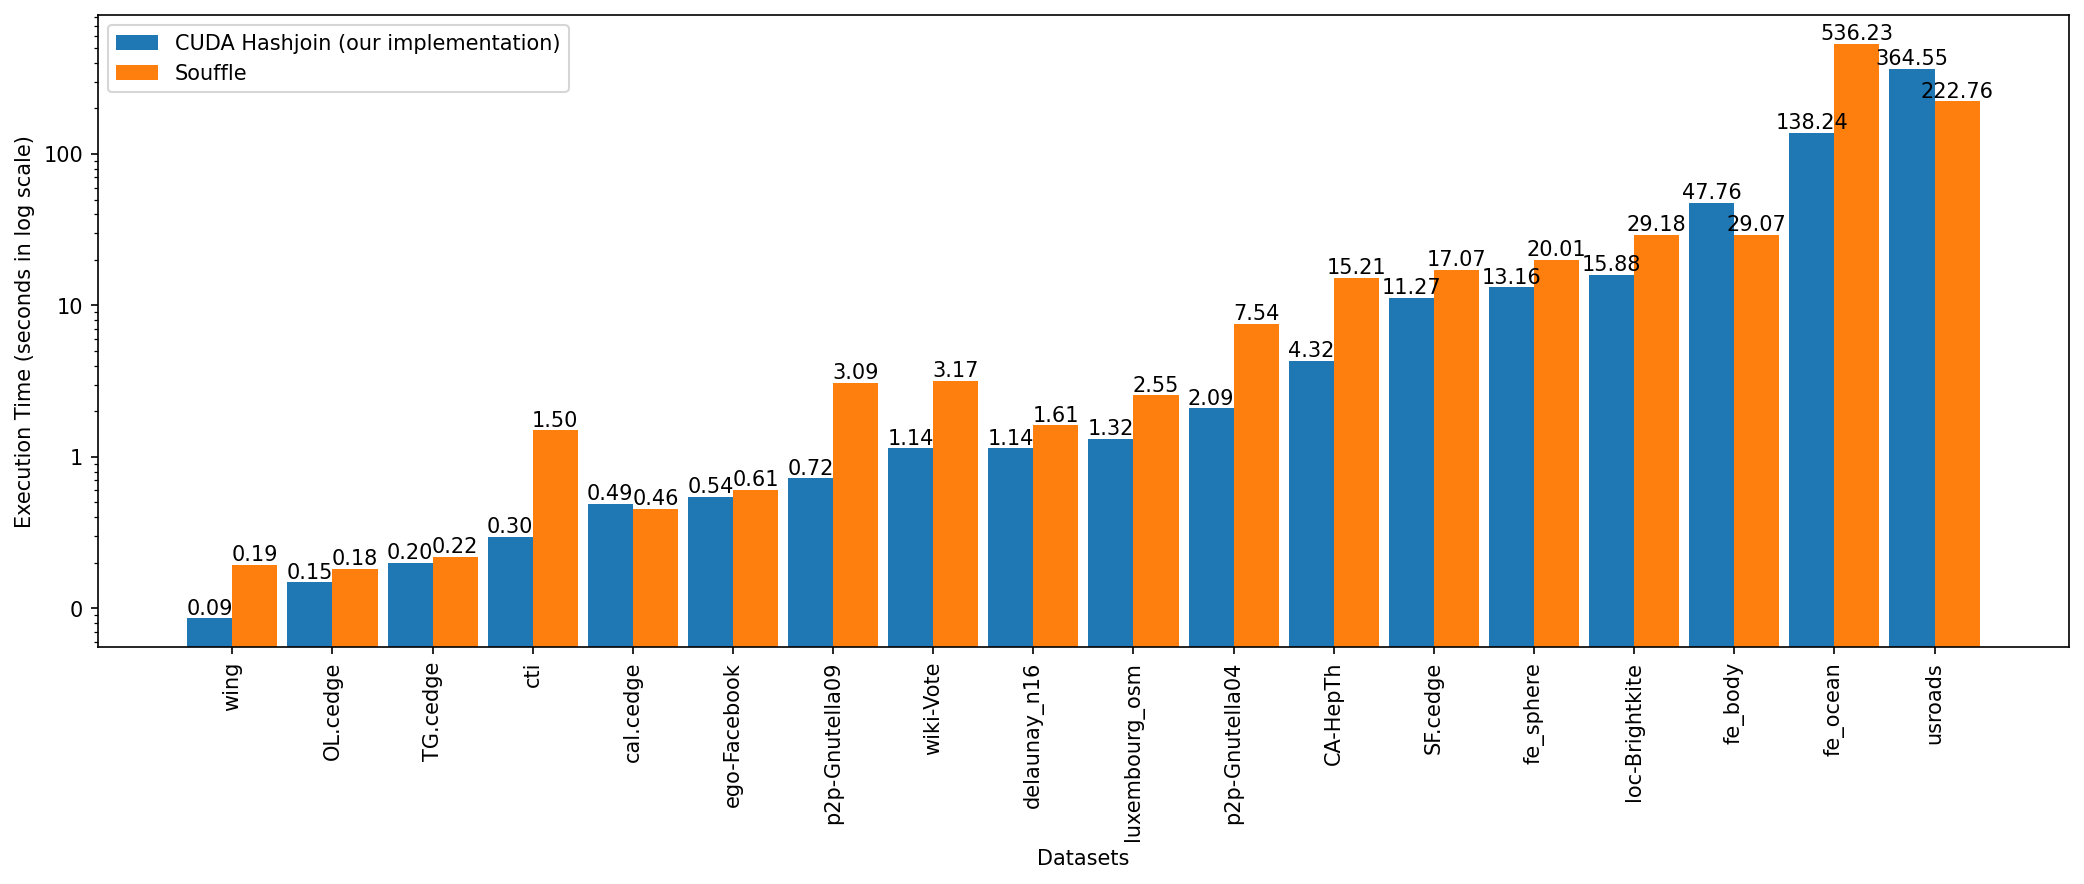 CUDA Hashjoin (our implementation)
Souffle
Execution Time (seconds in log scale)
100
10
1
0
0.09
0.19
0.15
0.18
0.20
0.22
0.30
1.50
0.49
0.46
0.54
0.61
0.72
3.09
1.14
3.17
1.14
1.61
1.32
2.55
2.09
7.54
4.32
15.21
11.27
17.07
13.16
20.01
15.88
29.18
47.76
29.07
138.24
536.23
364.55
222.76
wing
OL.cedge
TG.cedge
cti
cal.cedge
ego-Facebook
p2p-Gnutella09
wiki-Vote
delaunay_n16
luxembourg_osm
p2p-Gnutella04
CA-HepTh
SF.cedge
fe_sphere
loc-Brightkite
fe_body
fe_ocean
usroads
Datasets